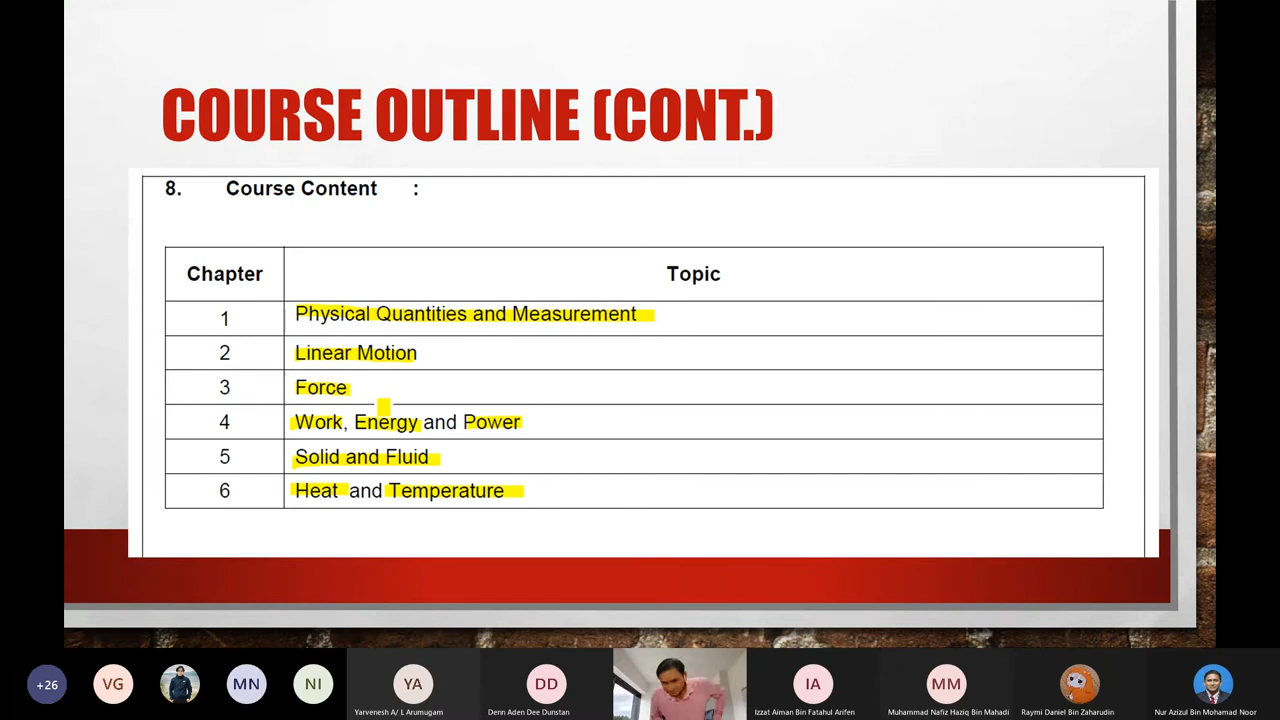 COURSE OUTLINE (CONT.)
8. Course Content :
Chapter Topic
1 Physical Quantities and Measurement
2 Linear Motion
3 Force
4 Work, Energy and Power
5 Solid and Fluid
6 Heat and Temperature
+26 VG MN NI YA DD IA MM
Yarvenesh A/ L Arumugam Denn Aden Dee Dunstan Izzat Aiman Bin Fatahul Arifen Muhammad Nafiz Haziq Bin Mahadi Raymi Daniel Bin Zaharudin Nur Azizul Bin Mohamad Noor